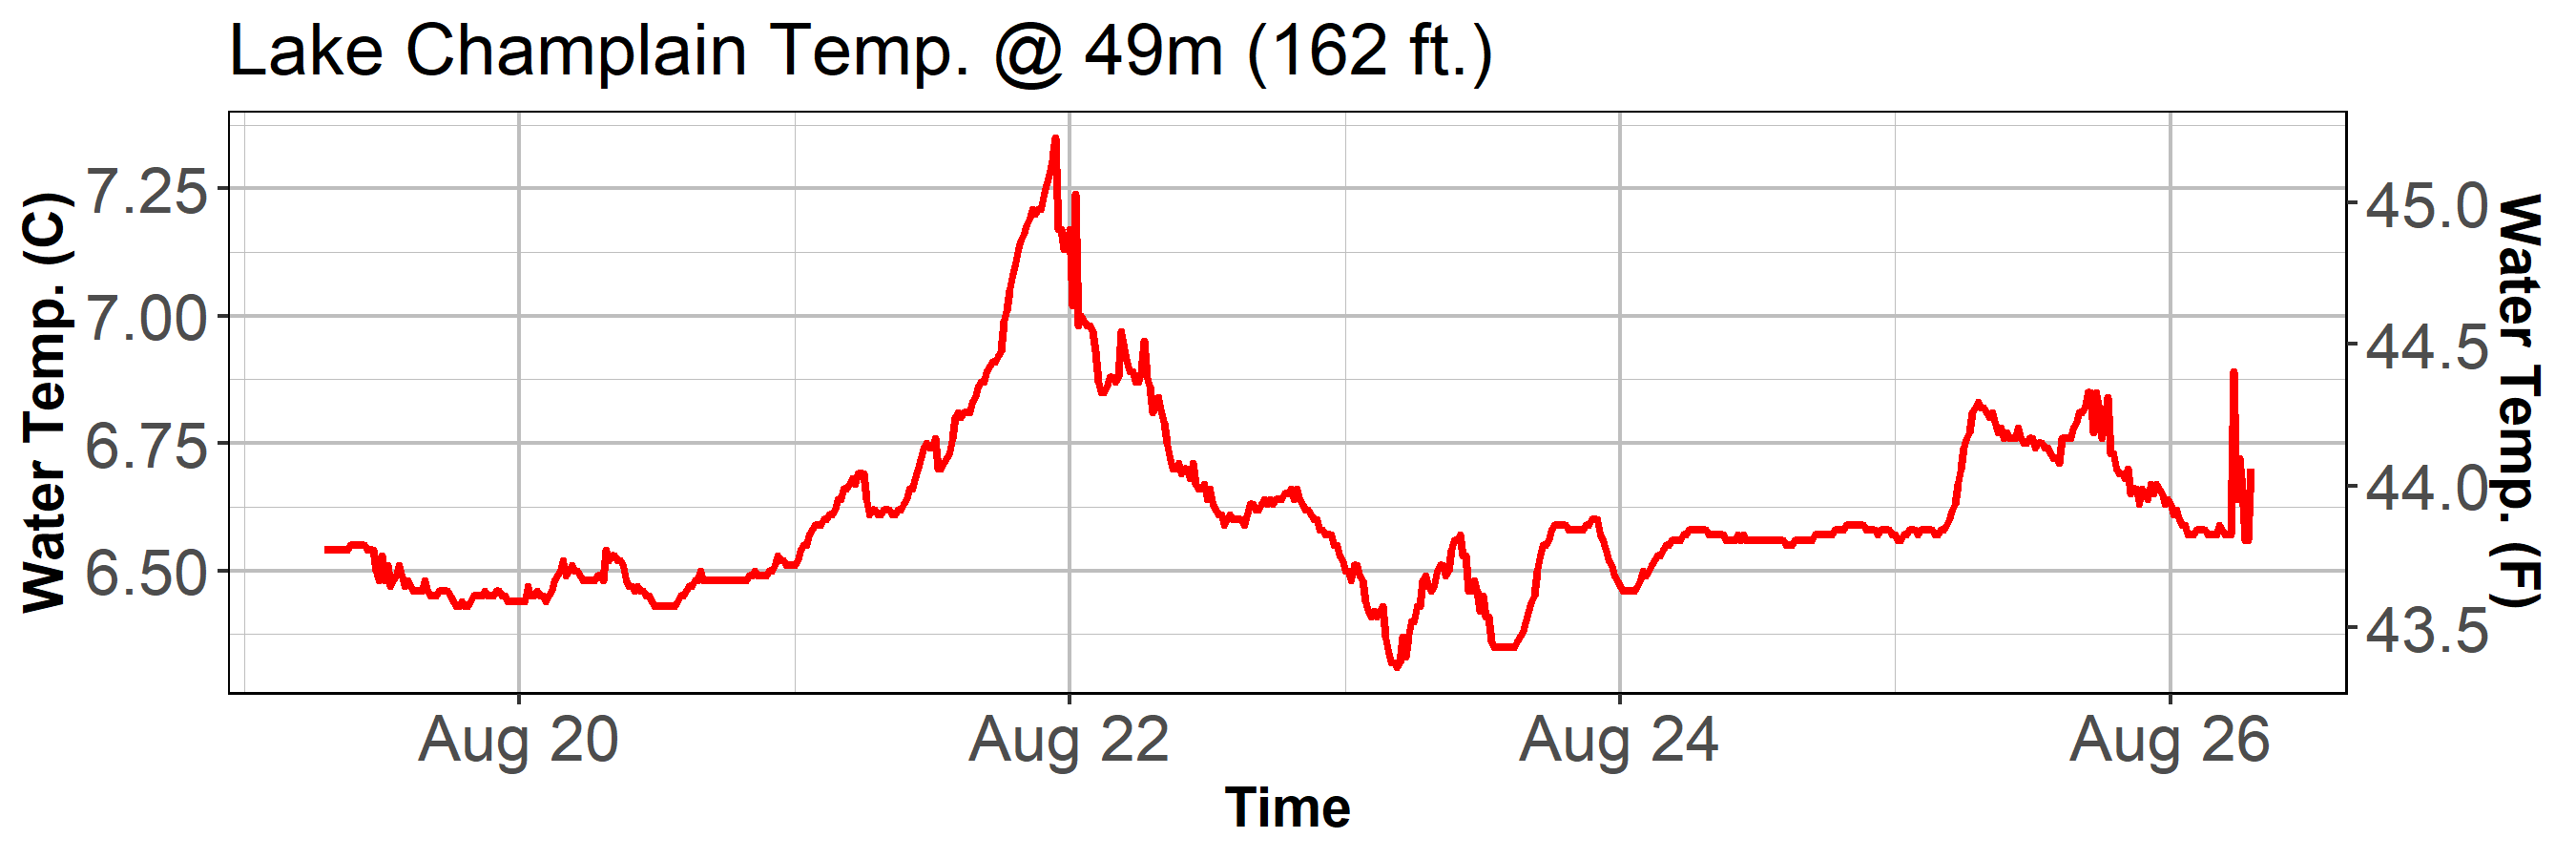 Lake Champlain Temp. @ 49m (162 ft.)
Water Temp. (C)
7.25
7.00
6.75
6.50
45.0
44.5
44.0
43.5
Water Temp. (F)
Aug 20
Aug 22
Aug 24
Aug 26
Time